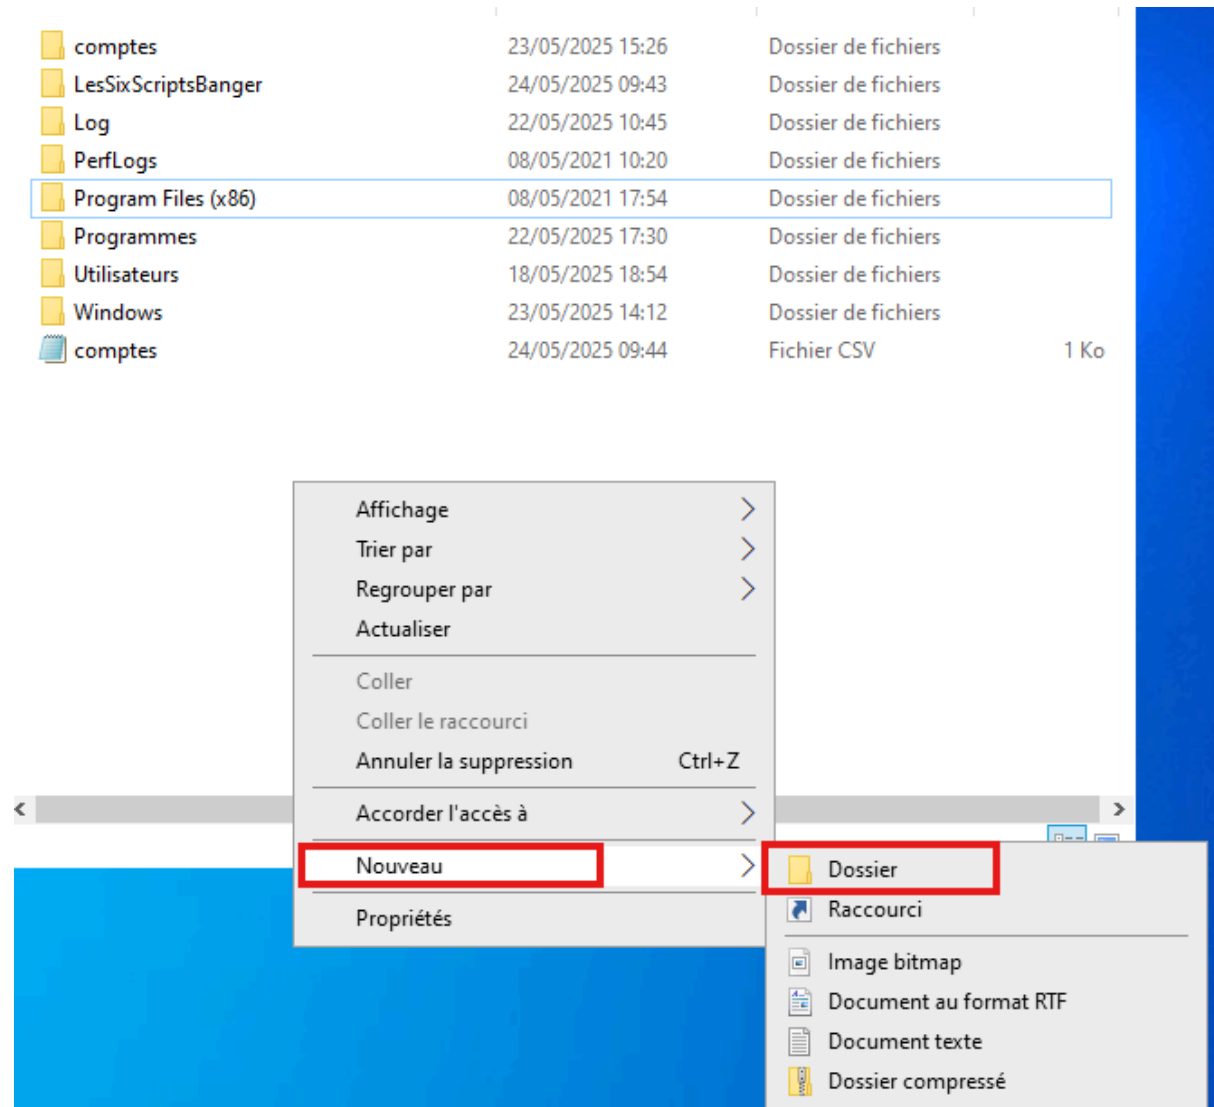 comptes 23/05/2025 15:26 Dossier de fichiers
LesSixScriptsBanger 24/05/2025 09:43 Dossier de fichiers
Log 22/05/2025 10:45 Dossier de fichiers
PerfLogs 08/05/2021 10:20 Dossier de fichiers
Program Files (x86) 08/05/2021 17:54 Dossier de fichiers
Programmes 22/05/2025 17:30 Dossier de fichiers
Utilisateurs 18/05/2025 18:54 Dossier de fichiers
Windows 23/05/2025 14:12 Dossier de fichiers
comptes 24/05/2025 09:44 Fichier CSV 1 Ko
Affichage
Trier par
Regrouper par
Actualiser
Coller
Coller le raccourci
Annuler la suppression Ctrl+Z
Accorder l'accès à
Nouveau
Propriétés
Dossier
Raccourci
Image bitmap
Document au format RTF
Document texte
Dossier compressé